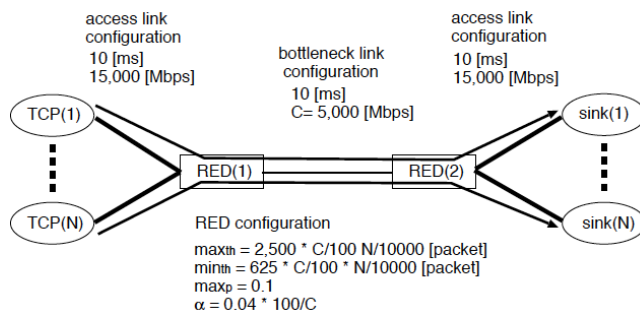 access link
configuration
10 [ms]
15,000 [Mbps]
bottleneck link
configuration
10 [ms]
C= 5,000 [Mbps]
access link
configuration
10 [ms]
15,000 [Mbps]
TCP(1)
sink(1)
RED(1)
RED(2)
TCP(N)
sink(N)
RED configuration
maxth = 2,500 * C/100 N/10000 [packet]
minth = 625 * C/100 * N/10000 [packet]
maxp = 0.1
α = 0.04 * 100/C